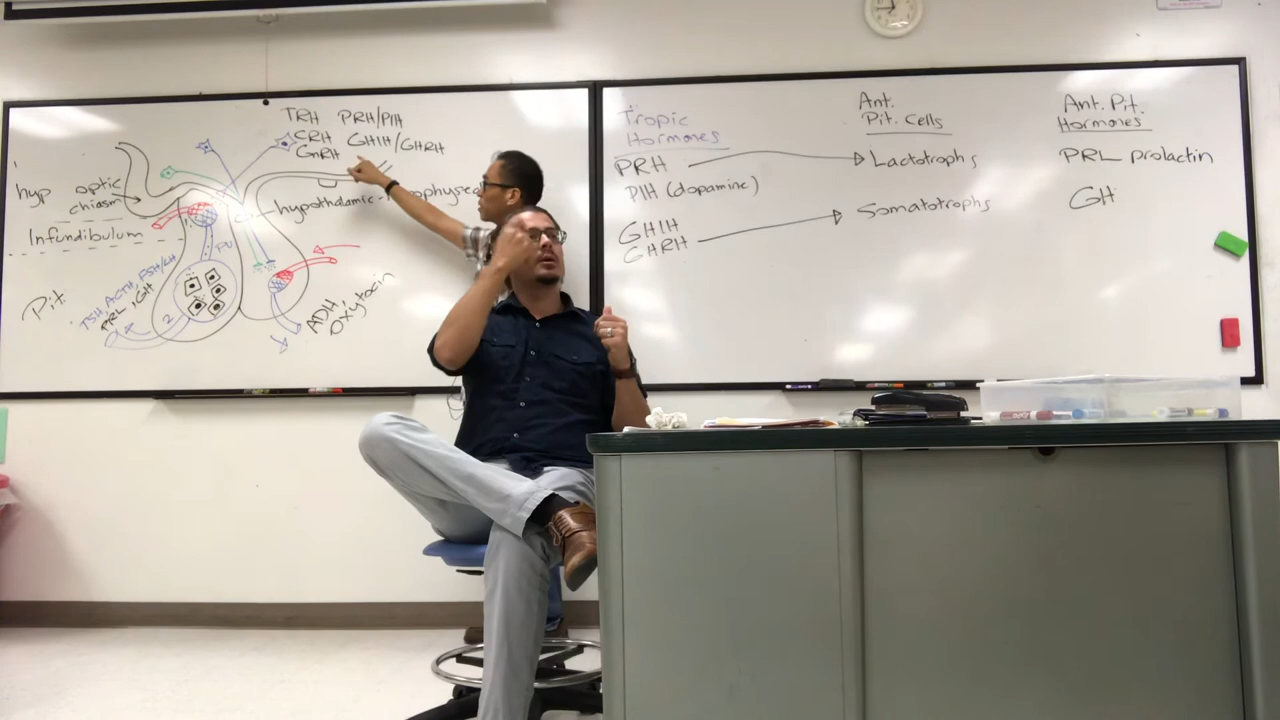 TRH PRH/PIH
CRH GHIH/GHRH
GnRH
hyp
optic
chiasm
hypothalamic-
Infundibulum
Pit.
TSH, ACTH, FSH/LH
PRL, GH
ADH,
oxytocin
Tropic
Hormones
PRH
PIH (dopamine)
GHIH
GHRH
Ant.
Pit. Cells
Lactotrophs
Somatotrophs
Ant. Pit.
Hormones
PRL prolactin
GH